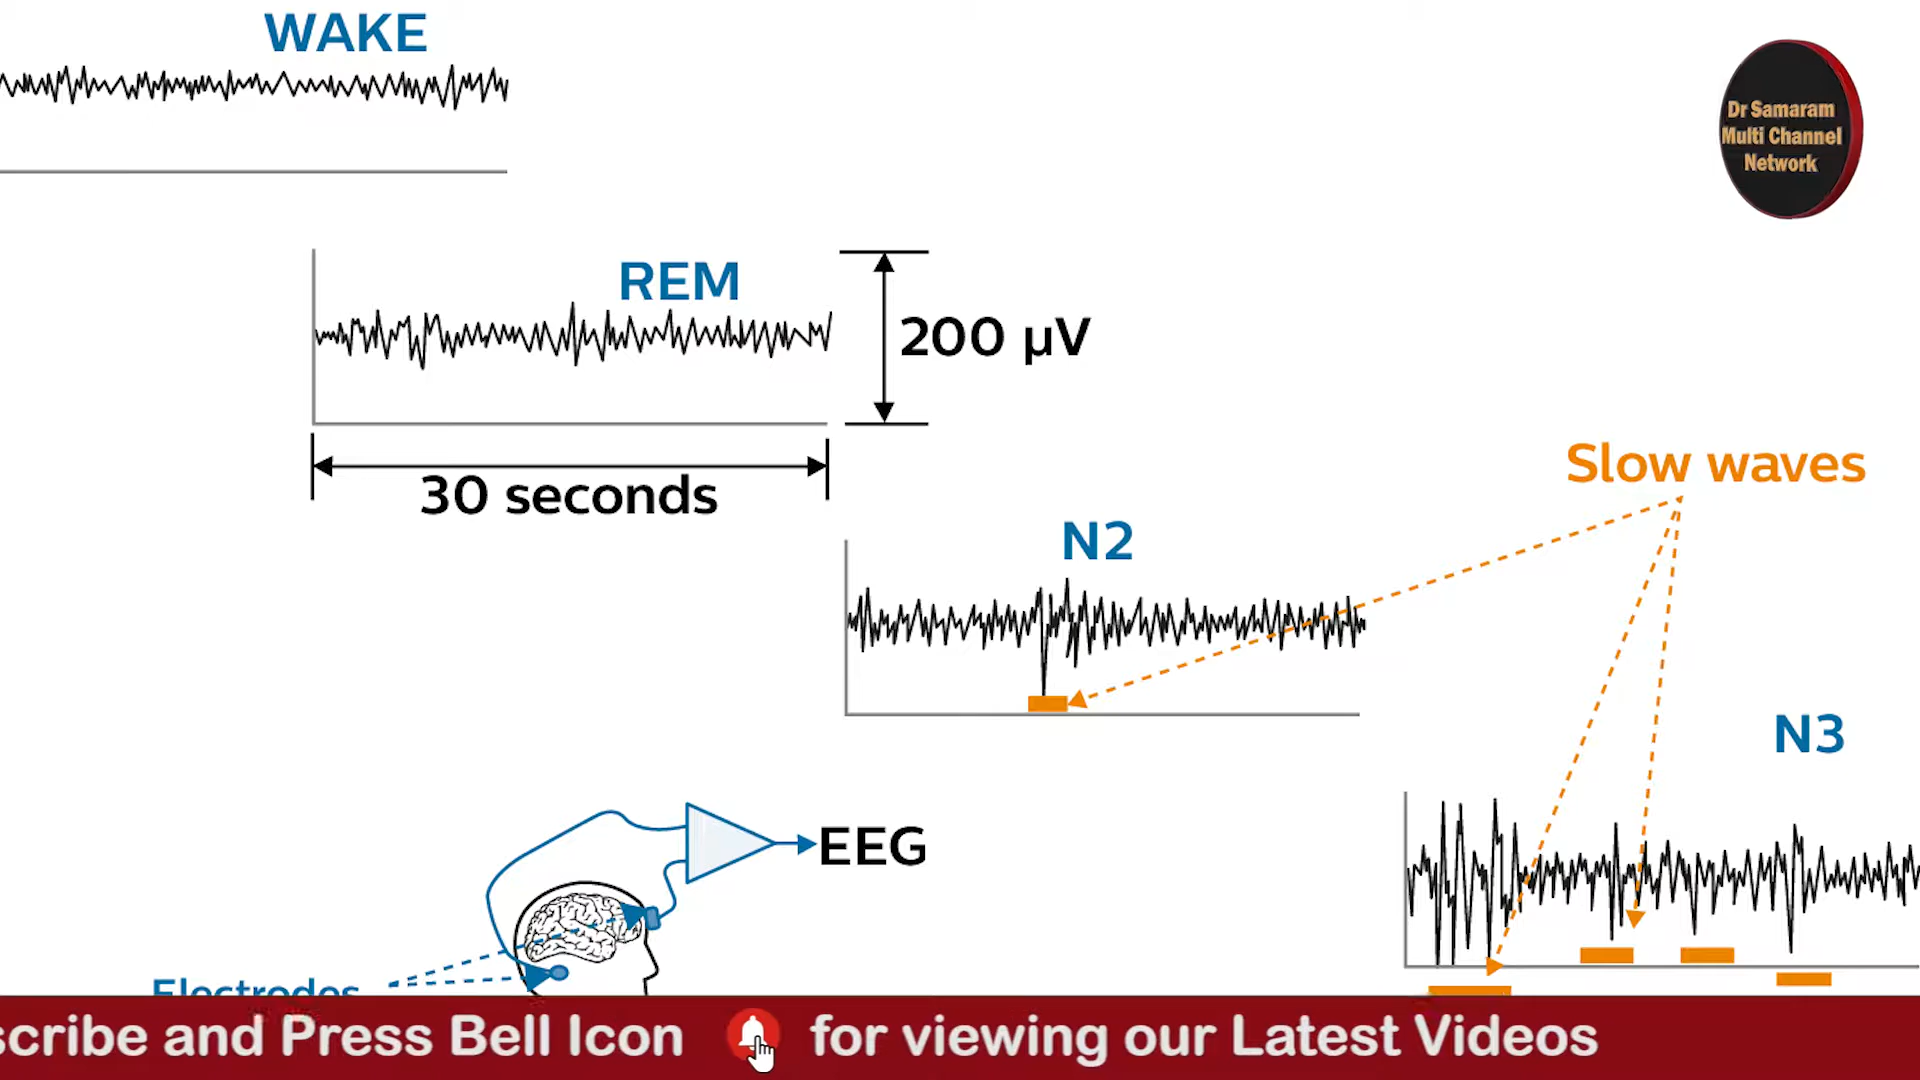 WAKE
Dr Samaram
Multi Channel
Network
REM
200 µV
30 seconds
Slow waves
N2
N3
EEG
Electrodes
scribe and Press Bell Icon for viewing our Latest Videos